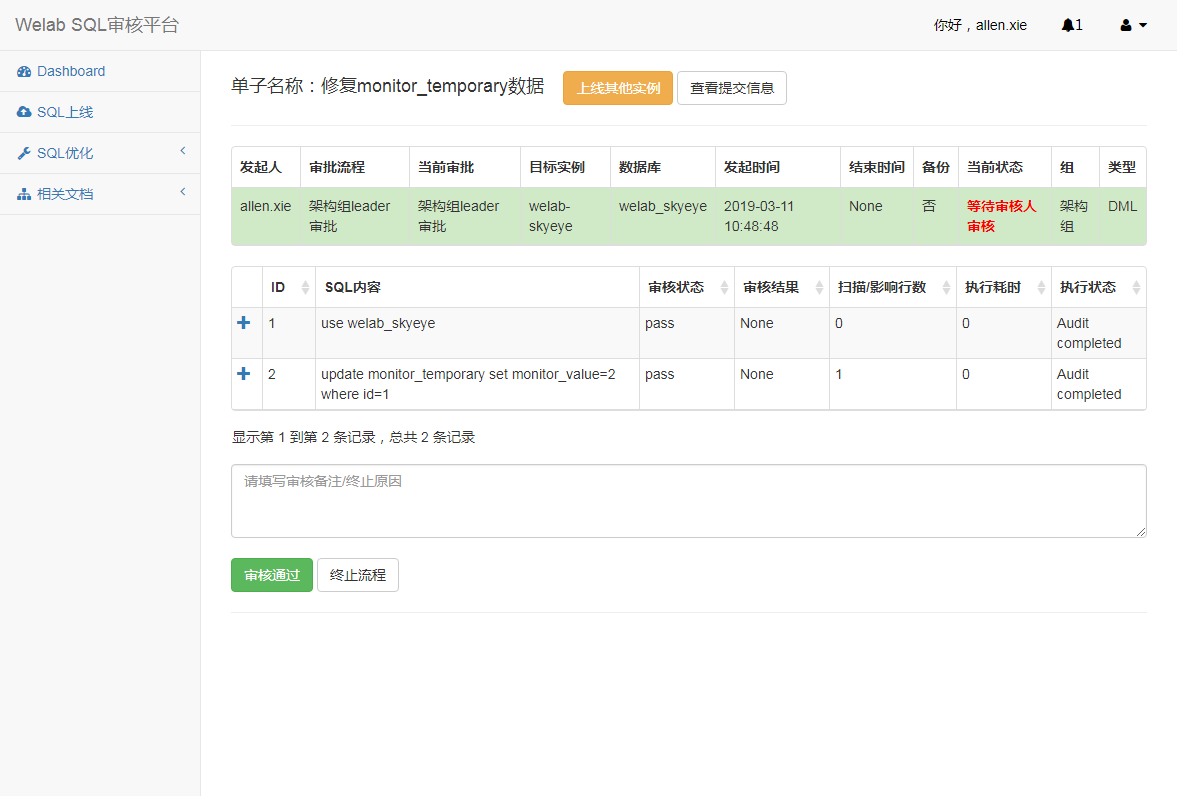 Welab SQL审核平台
你好，allen.xie
1
Dashboard
SQL上线
SQL优化
相关文档
单子名称：修复monitor_temporary数据
上线其他实例
查看提交信息
发起人 审批流程 当前审批 目标实例 数据库 发起时间 结束时间 备份 当前状态 组 类型
allen.xie 架构组leader 架构组leader welab- welab_skyeye 2019-03-11 None 否 等待审核人 架构 DML
审批 审批 skyeye 10:48:48 审核 组
ID SQL内容 审核状态 审核结果 扫描/影响行数 执行耗时 执行状态
1 use welab_skyeye pass None 0 0 Audit
completed
2 update monitor_temporary set monitor_value=2 pass None 1 0 Audit
where id=1 completed
显示第 1 到第 2 条记录，总共 2 条记录
请填写审核备注/终止原因
审核通过
终止流程